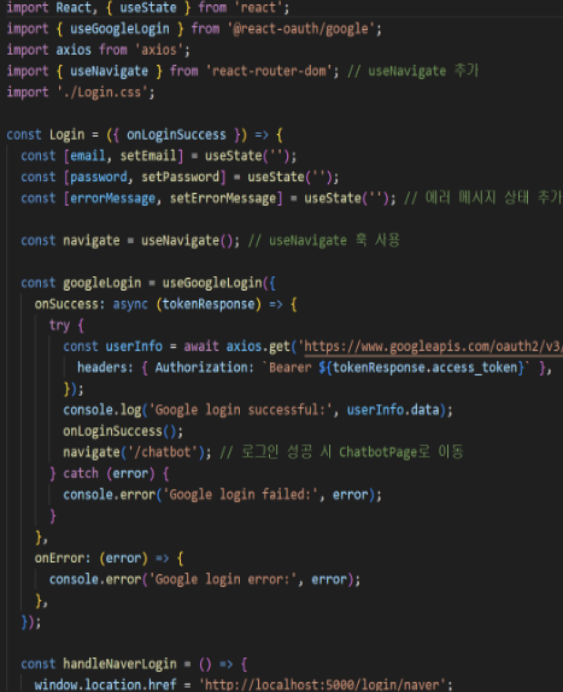 import React, { useState } from 'react';
import { useGoogleLogin } from '@react-oauth/google';
import axios from 'axios';
import { useNavigate } from 'react-router-dom'; // useNavigate 추가
import './Login.css';
const Login = ({ onLoginSuccess }) => {
const [email, setEmail] = useState('');
const [password, setPassword] = useState('');
const [errorMessage, setErrorMessage] = useState(''); // 에러 메시지 상태 추가
const navigate = useNavigate(); // useNavigate 훅 사용
const googleLogin = useGoogleLogin({
onSuccess: async (tokenResponse) => {
try {
const userInfo = await axios.get('https://www.googleapis.com/oauth2/v3/
headers: { Authorization: `Bearer ${tokenResponse.access_token}` },
});
console.log('Google login successful:', userInfo.data);
onLoginSuccess();
navigate('/chatbot'); // 로그인 성공 시 ChatbotPage로 이동
} catch (error) {
console.error('Google login failed:', error);
}
},
onError: (error) => {
console.error('Google login error:', error);
},
});
const handleNaverLogin = () => {
window.location.href = 'http://localhost:5000/login/naver';